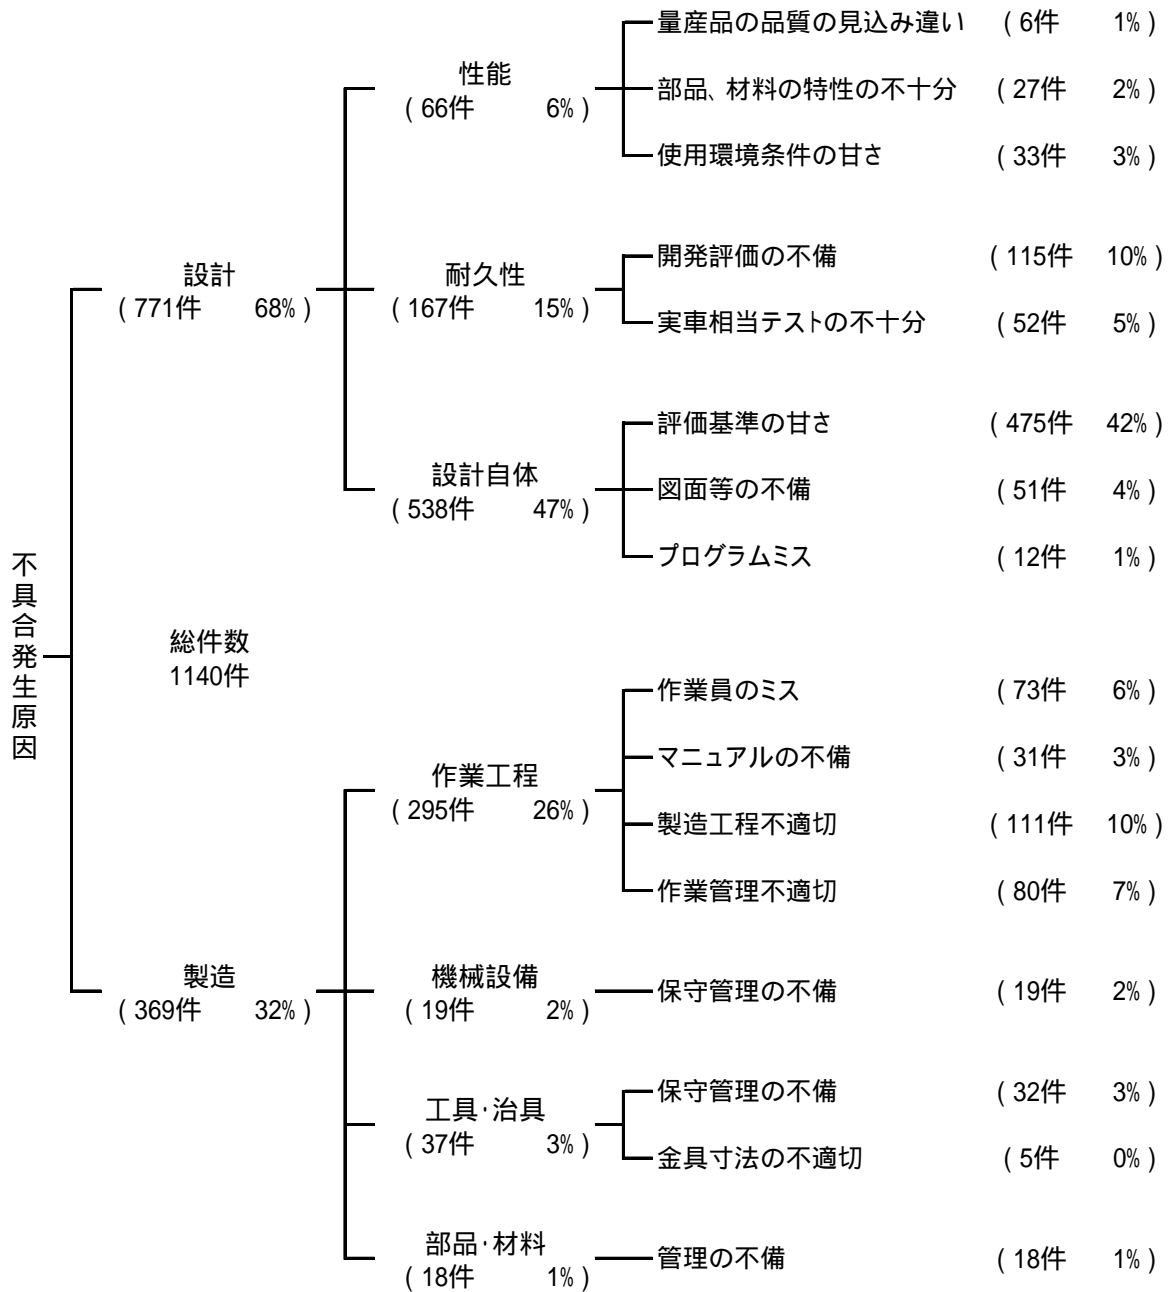 不具合発生原因
総件数
1140件
設計
( 771件 68% )
性能
( 66件 6% )
量産品の品質の見込み違い ( 6件 1% )
部品、材料の特性の不十分 ( 27件 2% )
使用環境条件の甘さ ( 33件 3% )
耐久性
( 167件 15% )
開発評価の不備 ( 115件 10% )
実車相当テストの不十分 ( 52件 5% )
設計自体
( 538件 47% )
評価基準の甘さ ( 475件 42% )
図面等の不備 ( 51件 4% )
プログラムミス ( 12件 1% )
製造
( 369件 32% )
作業工程
( 295件 26% )
作業員のミス ( 73件 6% )
マニュアルの不備 ( 31件 3% )
製造工程不適切 ( 111件 10% )
作業管理不適切 ( 80件 7% )
機械設備
( 19件 2% )
保守管理の不備 ( 19件 2% )
工具・治具
( 37件 3% )
保守管理の不備 ( 32件 3% )
金具寸法の不適切 ( 5件 0% )
部品・材料
( 18件 1% )
管理の不備 ( 18件 1% )